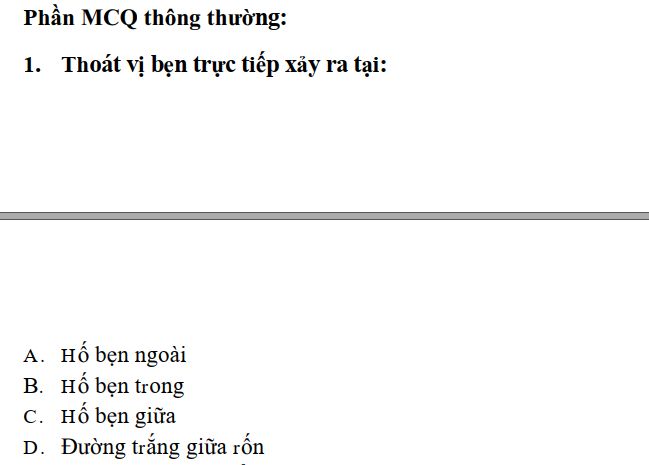 Phần MCQ thông thường:
1. Thoát vị bẹn trực tiếp xảy ra tại:
A. Hố bẹn ngoài
B. Hố bẹn trong
C. Hố bẹn giữa
D. Đường trắng giữa rốn